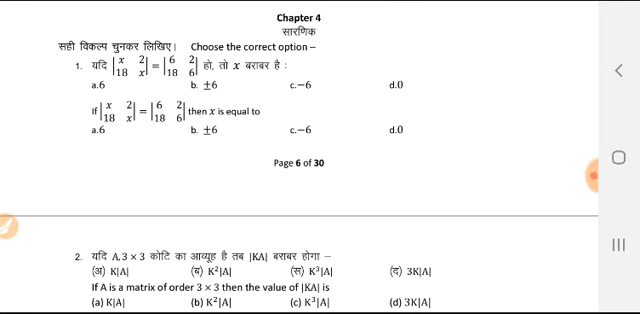 Chapter 4
सारणिक
सही विकल्प चुनकर लिखिए। Choose the correct option –
1. यदि |x 2 18 x| = |6 2 18 6| हो, तो x बराबर है :
a.6 b. ±6 c.−6 d.0
If |x 2 18 x| = |6 2 18 6| then x is equal to
a.6 b. ±6 c.−6 d.0
Page 6 of 30
2. यदि A, 3 × 3 कोटि का आव्यूह है तब |KA| बराबर होगा –
(अ) K|A| (ब) K²|A| (स) K³|A| (द) 3K|A|
If A is a matrix of order 3 × 3 then the value of |KA| is
(a) K|A| (b) K²|A| (c) K³|A| (d) 3K|A|